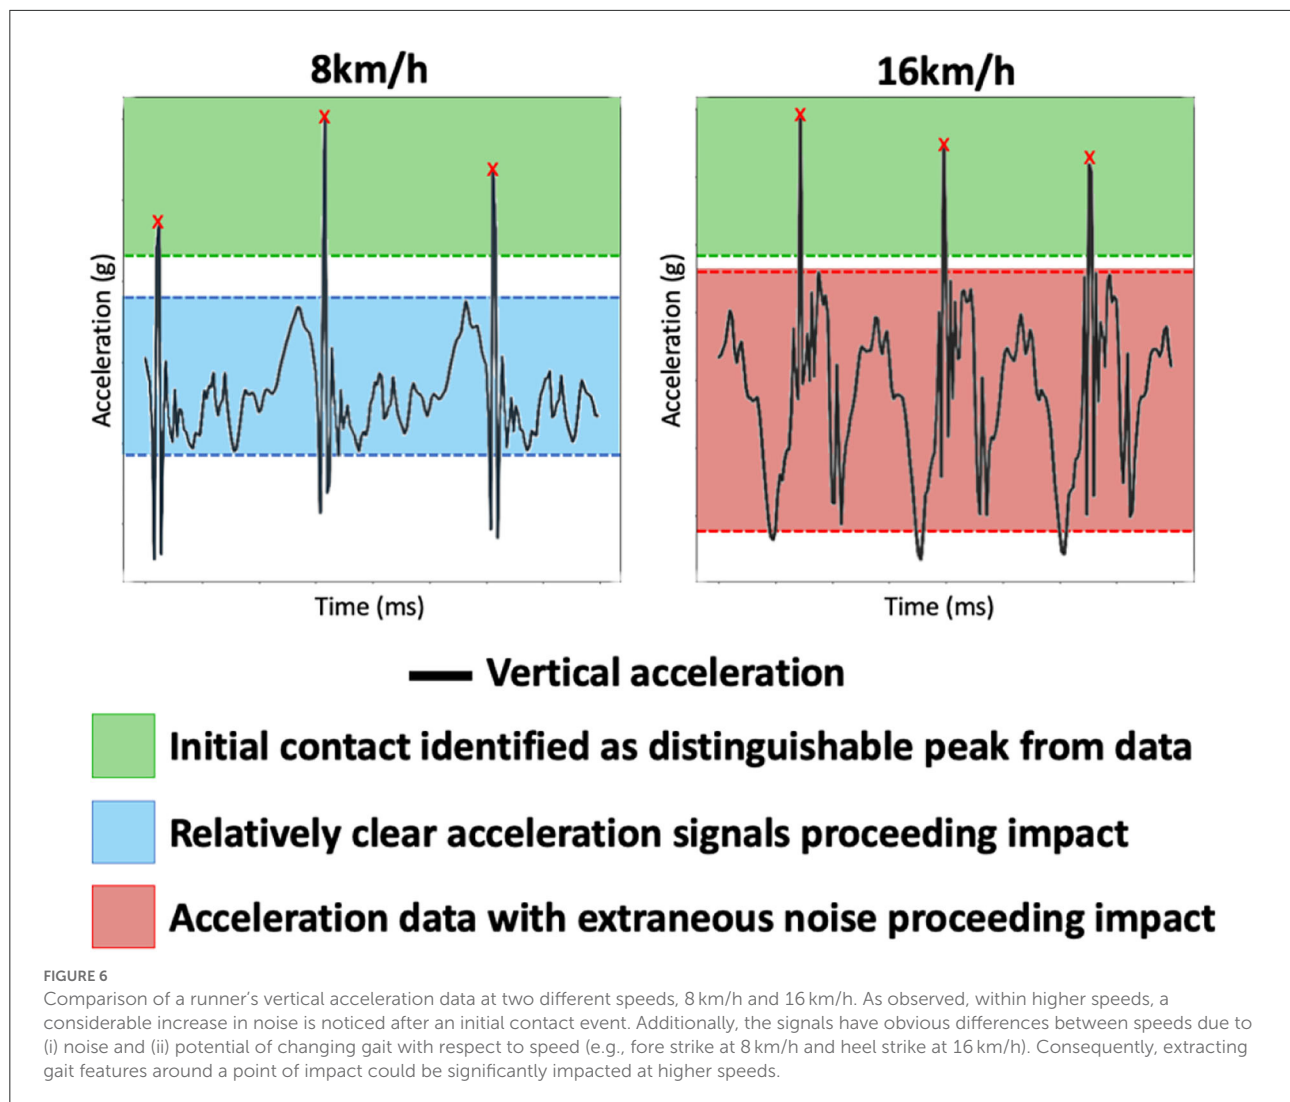 8km/h
16km/h
Acceleration (g)
Acceleration (g)
x
x
x
x
x
x
Time (ms)
Time (ms)
Vertical acceleration
Initial contact identified as distinguishable peak from data
Relatively clear acceleration signals proceeding impact
Acceleration data with extraneous noise proceeding impact
FIGURE 6
Comparison of a runner's vertical acceleration data at two different speeds, 8 km/h and 16 km/h. As observed, within higher speeds, a
considerable increase in noise is noticed after an initial contact event. Additionally, the signals have obvious differences between speeds due to
(i) noise and (ii) potential of changing gait with respect to speed (e.g., fore strike at 8 km/h and heel strike at 16 km/h). Consequently, extracting
gait features around a point of impact could be significantly impacted at higher speeds.